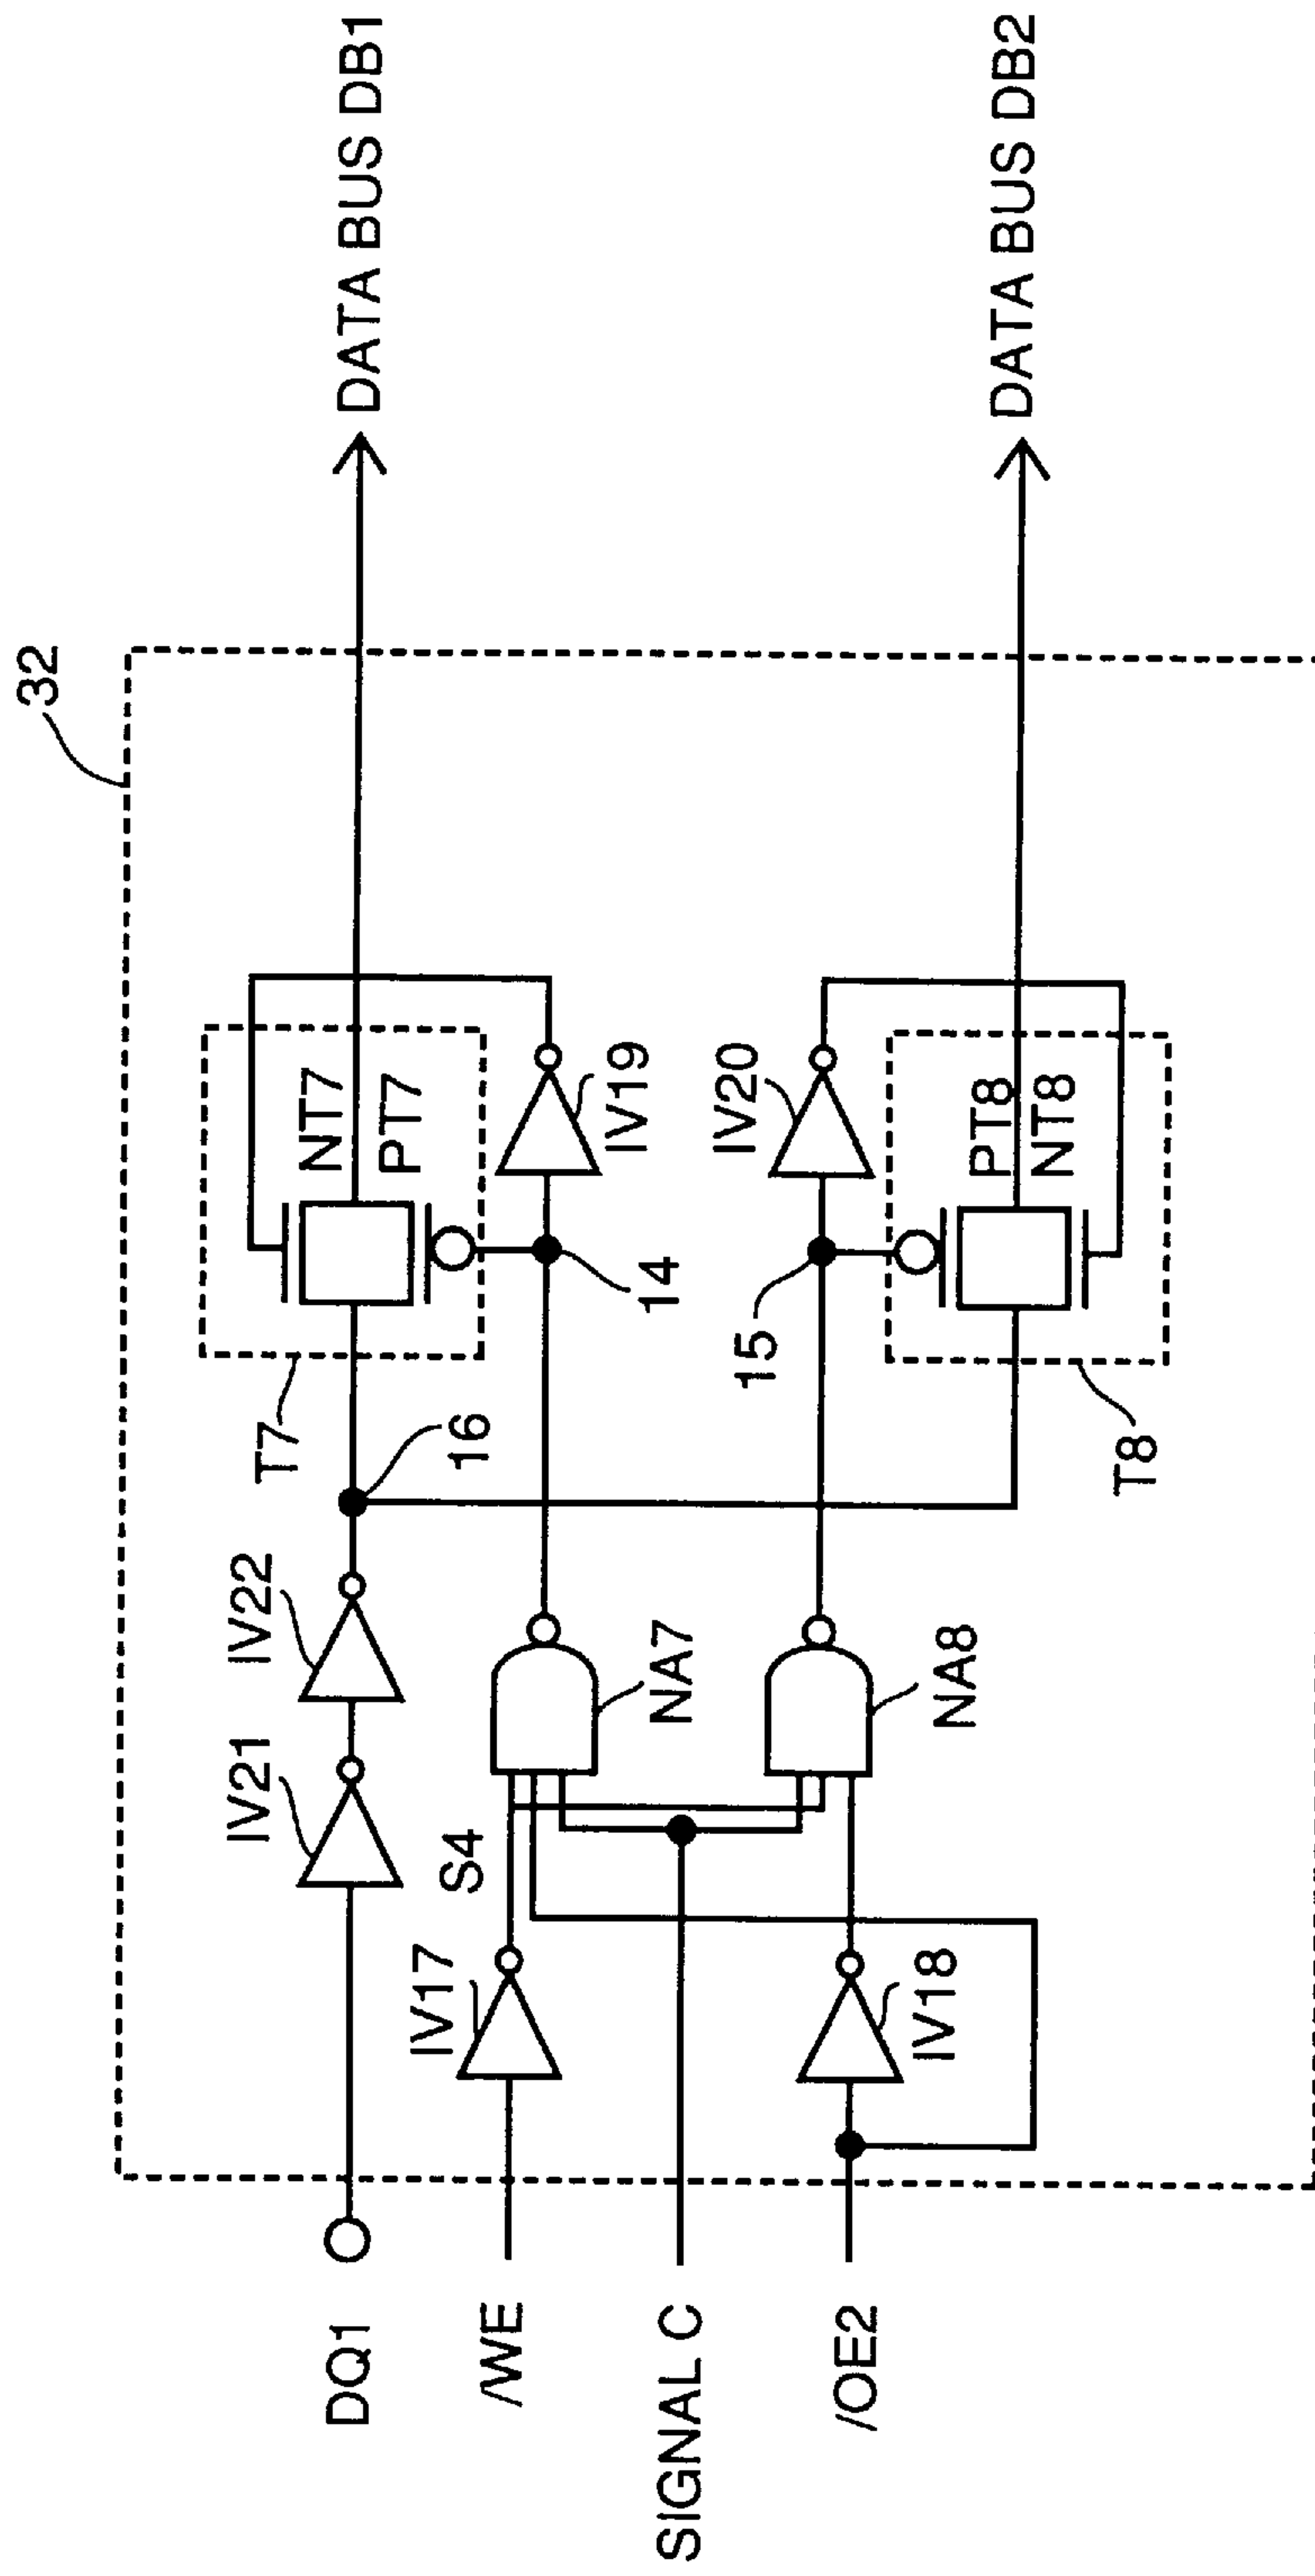 32
DQ1
IV21
IV22
16
T7
NT7
PT7
DATA BUS DB1
/WE
IV17
S4
NA7
14
IV19
SIGNAL C
/OE2
IV18
NA8
15
IV20
PT8
NT8
T8
DATA BUS DB2